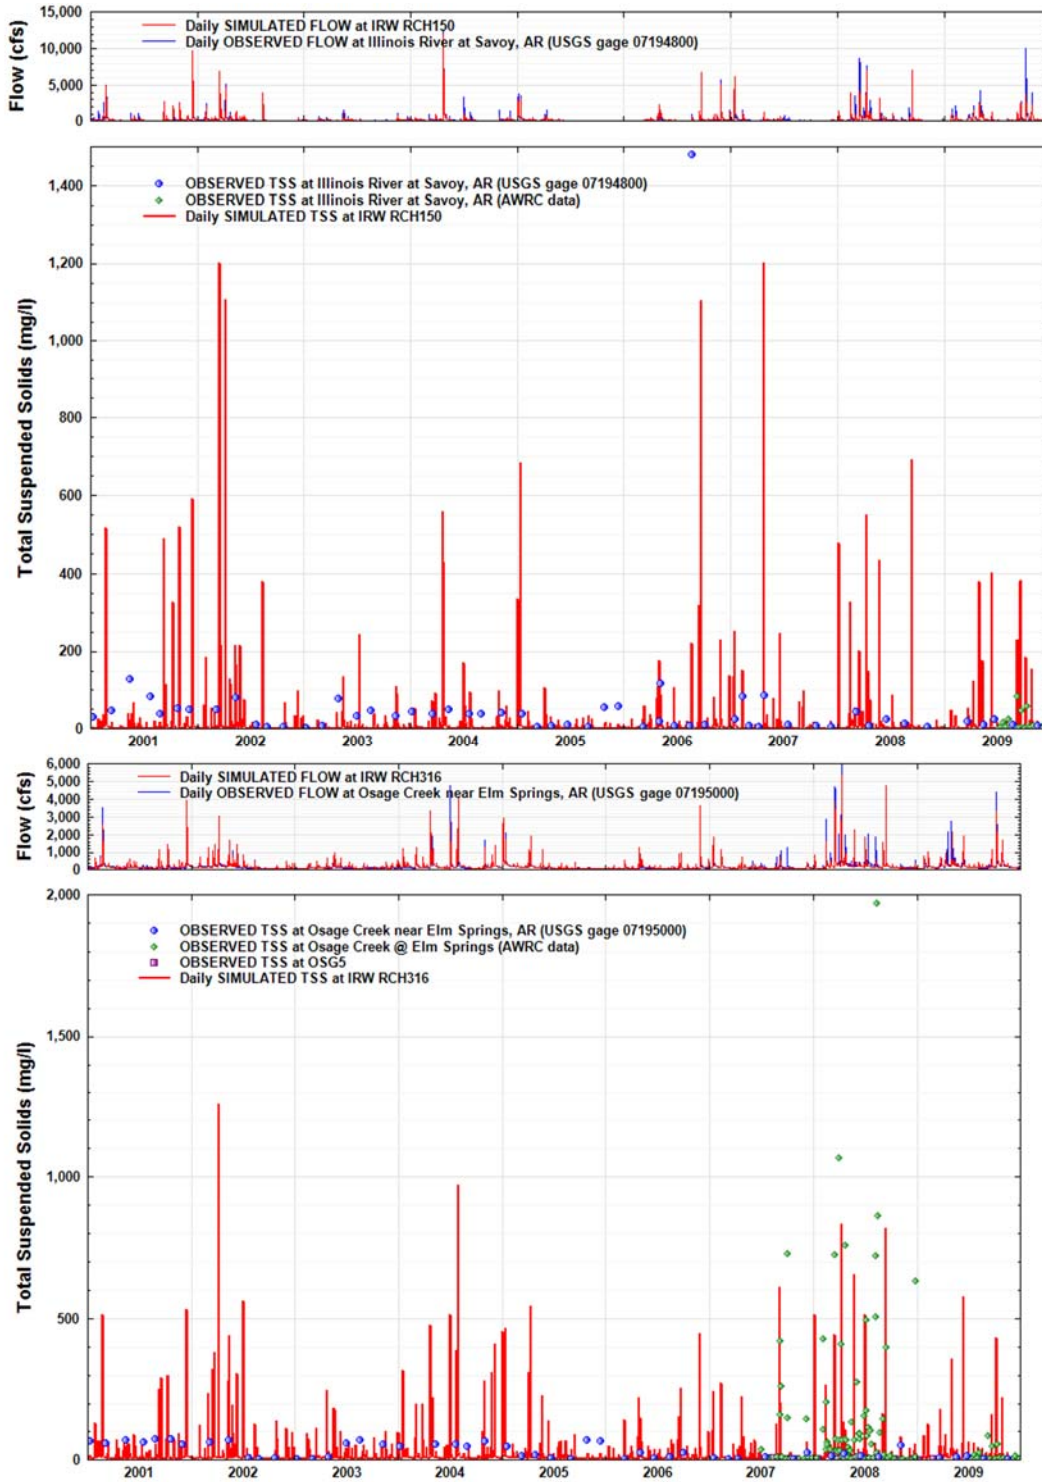 15,000
10,000
5,000
0
Flow (cfs)
Daily SIMULATED FLOW at IRW RCH150
Daily OBSERVED FLOW at Illinois River at Savoy, AR (USGS gage 07194800)
1,400
1,200
1,000
800
600
400
200
0
Total Suspended Solids (mg/l)
OBSERVED TSS at Illinois River at Savoy, AR (USGS gage 07194800)
OBSERVED TSS at Illinois River at Savoy, AR (AWRC data)
Daily SIMULATED TSS at IRW RCH150
2001 2002 2003 2004 2005 2006 2007 2008 2009
6,000
5,000
4,000
3,000
2,000
1,000
0
Flow (cfs)
Daily SIMULATED FLOW at IRW RCH316
Daily OBSERVED FLOW at Osage Creek near Elm Springs, AR (USGS gage 07195000)
2,000
1,500
1,000
500
0
Total Suspended Solids (mg/l)
OBSERVED TSS at Osage Creek near Elm Springs, AR (USGS gage 07195000)
OBSERVED TSS at Osage Creek @ Elm Springs (AWRC data)
OBSERVED TSS at OSG5
Daily SIMULATED TSS at IRW RCH316
2001 2002 2003 2004 2005 2006 2007 2008 2009